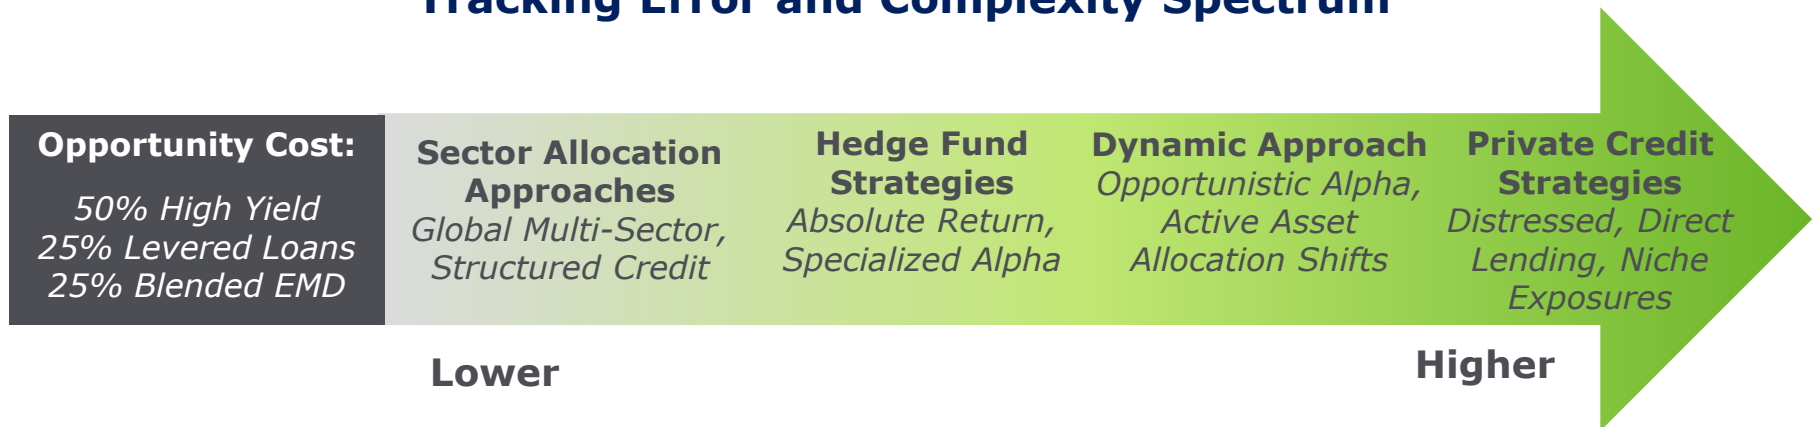 Tracking Error and Complexity Spectrum
Opportunity Cost:
50% High Yield
25% Levered Loans
25% Blended EMD
Sector Allocation
Approaches
Global Multi-Sector,
Structured Credit
Hedge Fund
Strategies
Absolute Return,
Specialized Alpha
Dynamic Approach
Opportunistic Alpha,
Active Asset
Allocation Shifts
Private Credit
Strategies
Distressed, Direct
Lending, Niche
Exposures
Lower
Higher